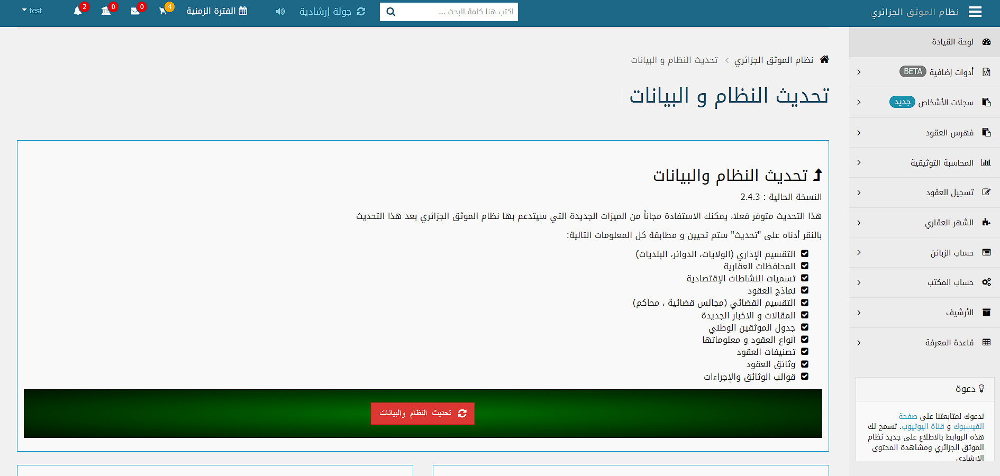 نظام الموثق الجزائري
اكتب هنا كلمة البحث ...
جولة إرشادية
الفترة الزمنية
4
0
0
2
test
لوحة القيادة
أدوات إضافية BETA
سجلات الأشخاص جديد
فهرس العقود
المحاسبة التوثيقية
تسجيل العقود
الشهر العقاري
حساب الزبائن
حساب المكتب
الأرشيف
قاعدة المعرفة
دعوة
ندعوك لمتابعتنا على صفحة
الفيسبوك و قناة اليوتيوب. تسمح لك
هذه الروابط بالاطلاع على جديد نظام
الموثق الجزائري ومشاهدة المحتوى
الإرشادي
نظام الموثق الجزائري
تحديث النظام و البيانات
تحديث النظام و البيانات
تحديث النظام والبيانات
النسخة الحالية : 2.4.3
هذا التحديث متوفر فعلا، يمكنك الاستفادة مجاناً من الميزات الجديدة التي سيتدعم بها نظام الموثق الجزائري بعد هذا التحديث
بالنقر أدناه على "تحديث" ستم تحيين و مطابقة كل المعلومات التالية:
التقسيم الإداري (الولايات، الدوائر، البلديات)
المحافظات العقارية
تسميات النشاطات الإقتصادية
نماذج العقود
التقسيم القضائي (مجالس قضائية ، محاكم)
المقالات و الاخبار الجديدة
جدول الموثقين الوطني
أنواع العقود و معلوماتها
تصنيفات العقود
وثائق العقود
قوالب الوثائق والإجراءات
تحديث النظام والبيانات